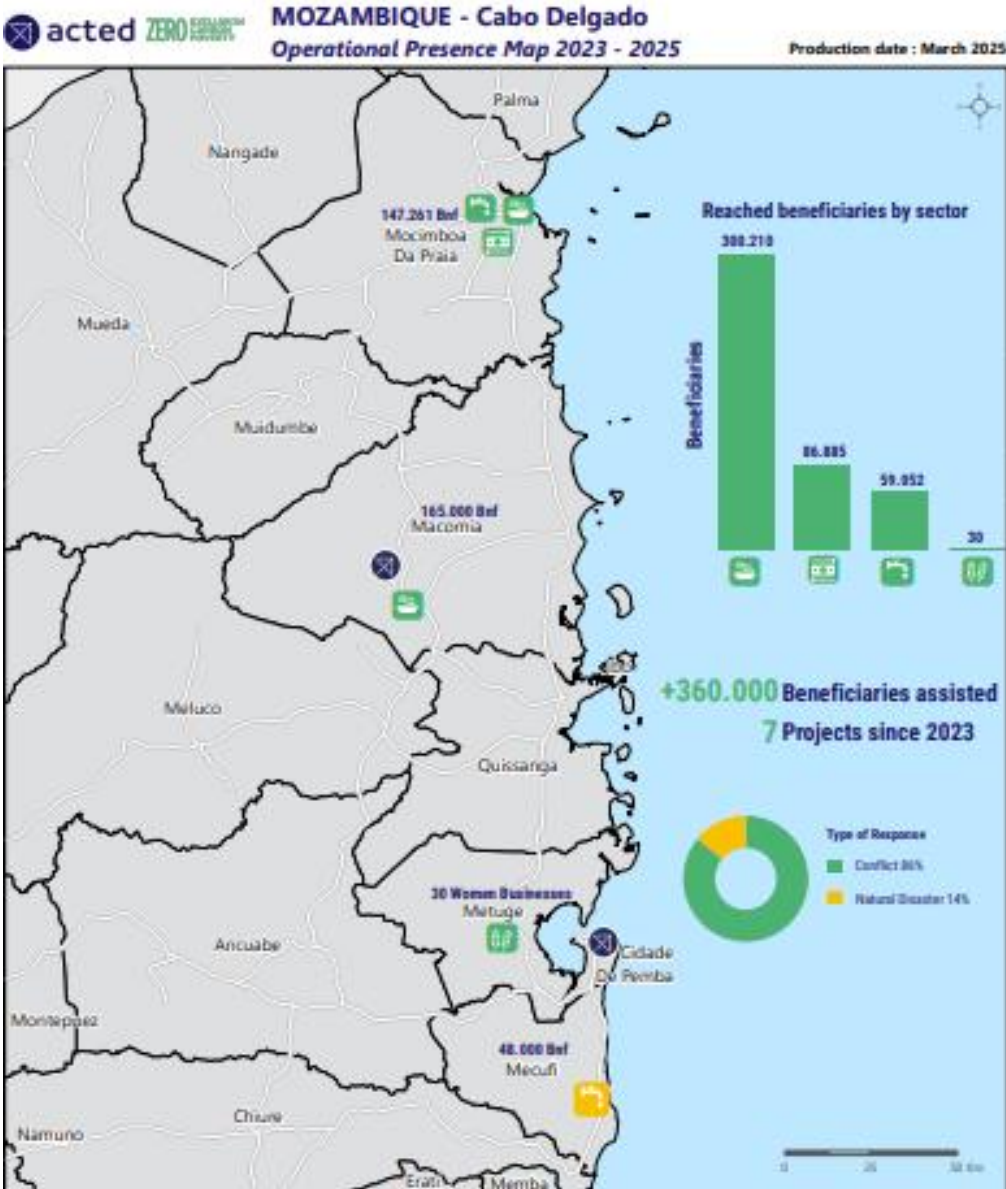 acted ZERO
MOZAMBIQUE - Cabo Delgado
Operational Presence Map 2023 - 2025
Production date : March 2025
Palma
Nangade
147.261 Bnf
Mocimboa
Da Praia
Mueda
Muidumbe
165.000 Bnf
Macomia
Meluco
Quissanga
30 Women Businesses
Metuge
Ancuabe
Cidade
De Pemba
Montepuez
48.000 Bnf
Mecufi
Chiure
Namuno
Erati
Memba
Reached beneficiaries by sector
Beneficiaries
300.210
86.885
59.052
30
+360.000 Beneficiaries assisted
7 Projects since 2023
Type of Response
Conflict 86%
Natural Disaster 14%
0 25 50 Km